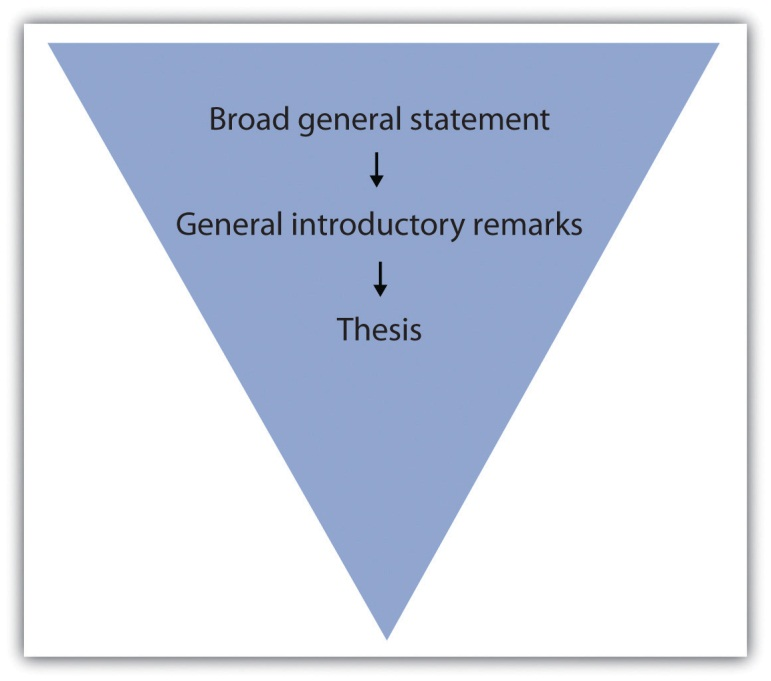 Broad general statement
General introductory remarks
Thesis